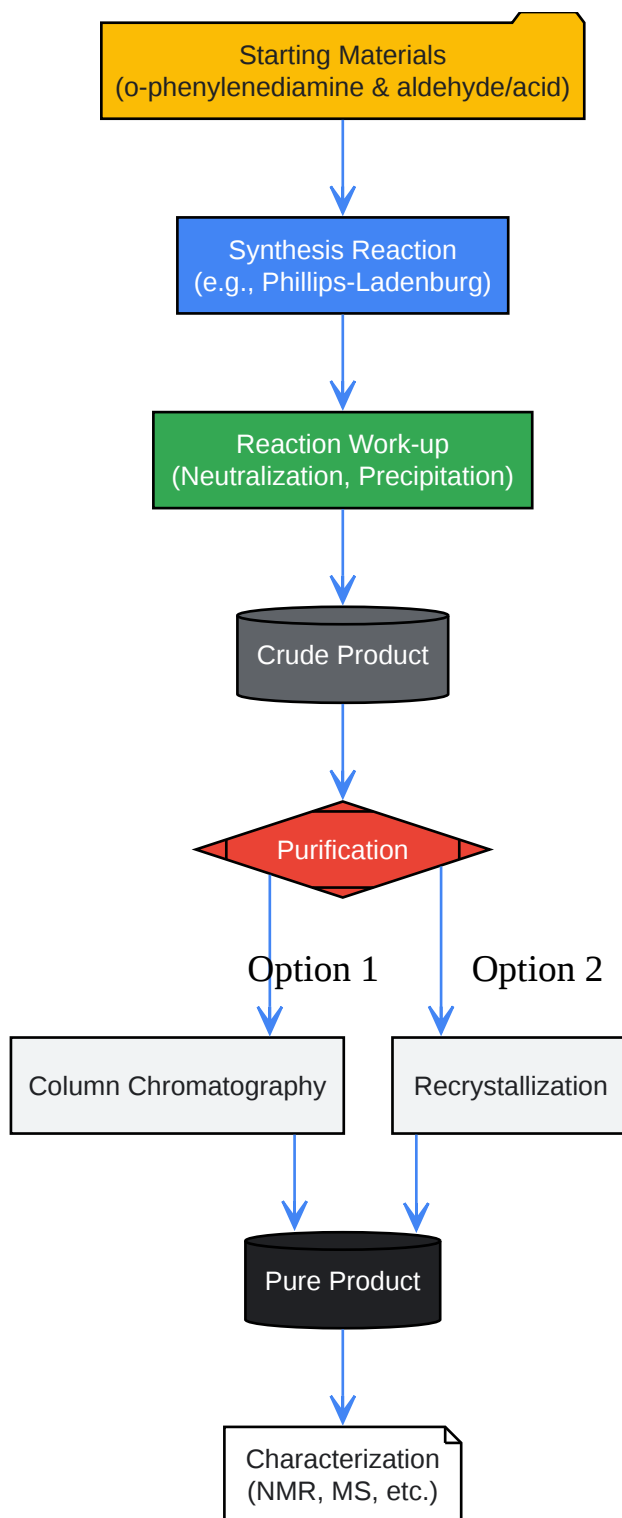 Starting Materials
(o-phenylenediamine & aldehyde/acid)
Synthesis Reaction
(e.g., Phillips-Ladenburg)
Reaction Work-up
(Neutralization, Precipitation)
Crude Product
Purification
Option 1
Option 2
Column Chromatography
Recrystallization
Pure Product
Characterization
(NMR, MS, etc.)